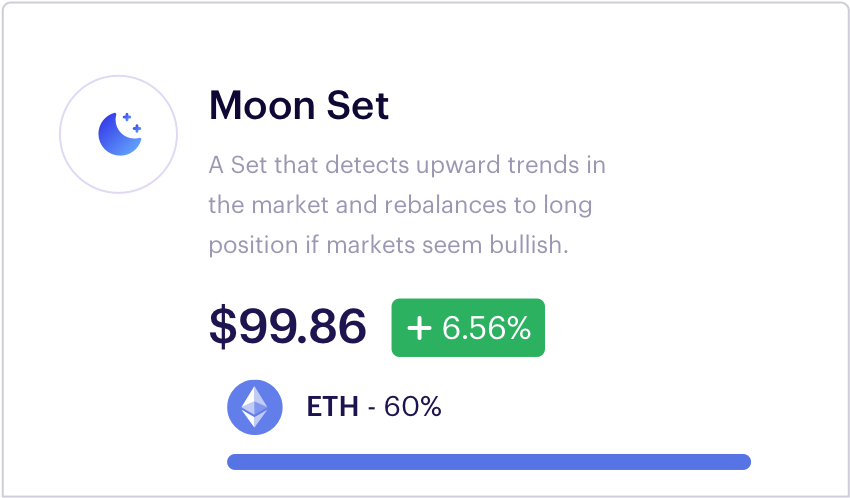 Moon Set
A Set that detects upward trends in
the market and rebalances to long
position if markets seem bullish.
$99.86 + 6.56%
ETH - 60%